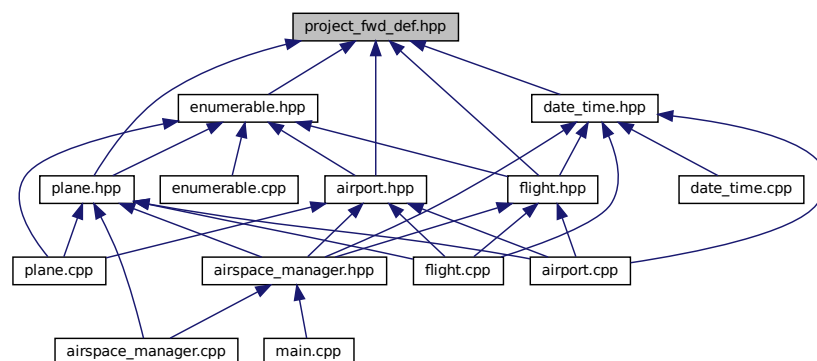 project_fwd_def.hpp
enumerable.hpp
date_time.hpp
plane.hpp
enumerable.cpp
airport.hpp
flight.hpp
date_time.cpp
plane.cpp
airspace_manager.hpp
flight.cpp
airport.cpp
airspace_manager.cpp
main.cpp